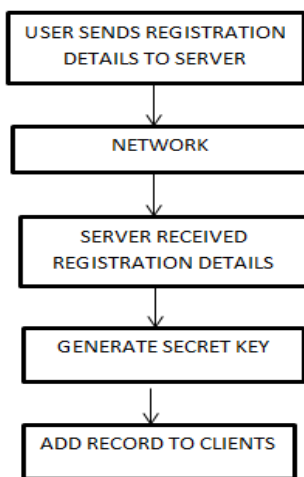 USER SENDS REGISTRATION
DETAILS TO SERVER
NETWORK
SERVER RECEIVED
REGISTRATION DETAILS
GENERATE SECRET KEY
ADD RECORD TO CLIENTS